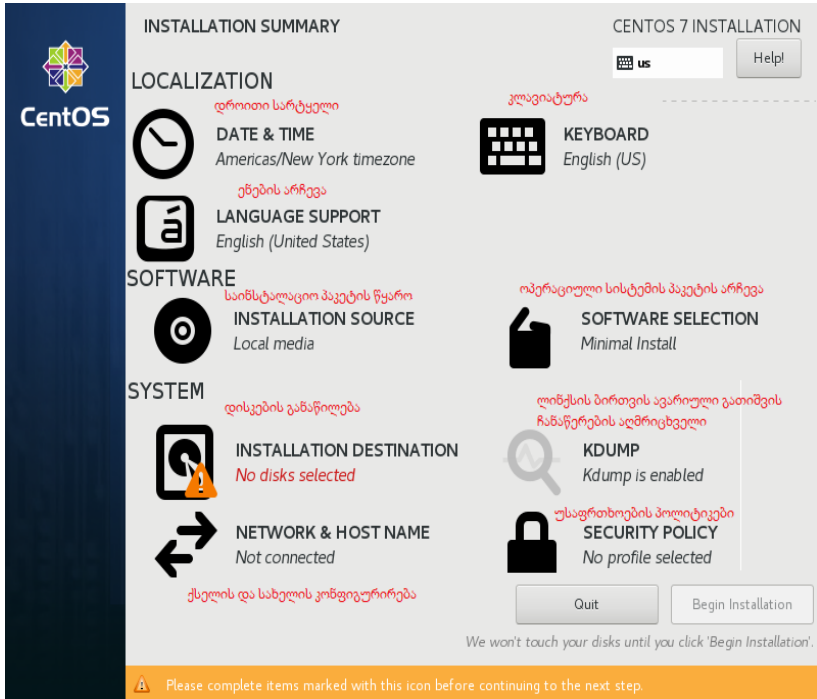 INSTALLATION SUMMARY
CENTOS 7 INSTALLATION
us
Help!
CentOS
LOCALIZATION
დროითი სარტყელი
DATE & TIME
Americas/New York timezone
კლავიატურა
KEYBOARD
English (US)
ენების არჩევა
LANGUAGE SUPPORT
English (United States)
SOFTWARE
საინსტალაციო პაკეტის წყარო
INSTALLATION SOURCE
Local media
ოპერაციული სისტემის პაკეტის არჩევა
SOFTWARE SELECTION
Minimal Install
SYSTEM
დისკების განაწილება
INSTALLATION DESTINATION
No disks selected
ლინქსის ბირთვის ავარიული გათიშვის
ჩანაწერების აღმრიცხველი
KDUMP
Kdump is enabled
NETWORK & HOST NAME
Not connected
ქსელის და სახელის კონფიგურირება
უსაფრთხოების პოლიტიკები
SECURITY POLICY
No profile selected
Quit
Begin Installation
We won't touch your disks until you click 'Begin Installation'.
Please complete items marked with this icon before continuing to the next step.